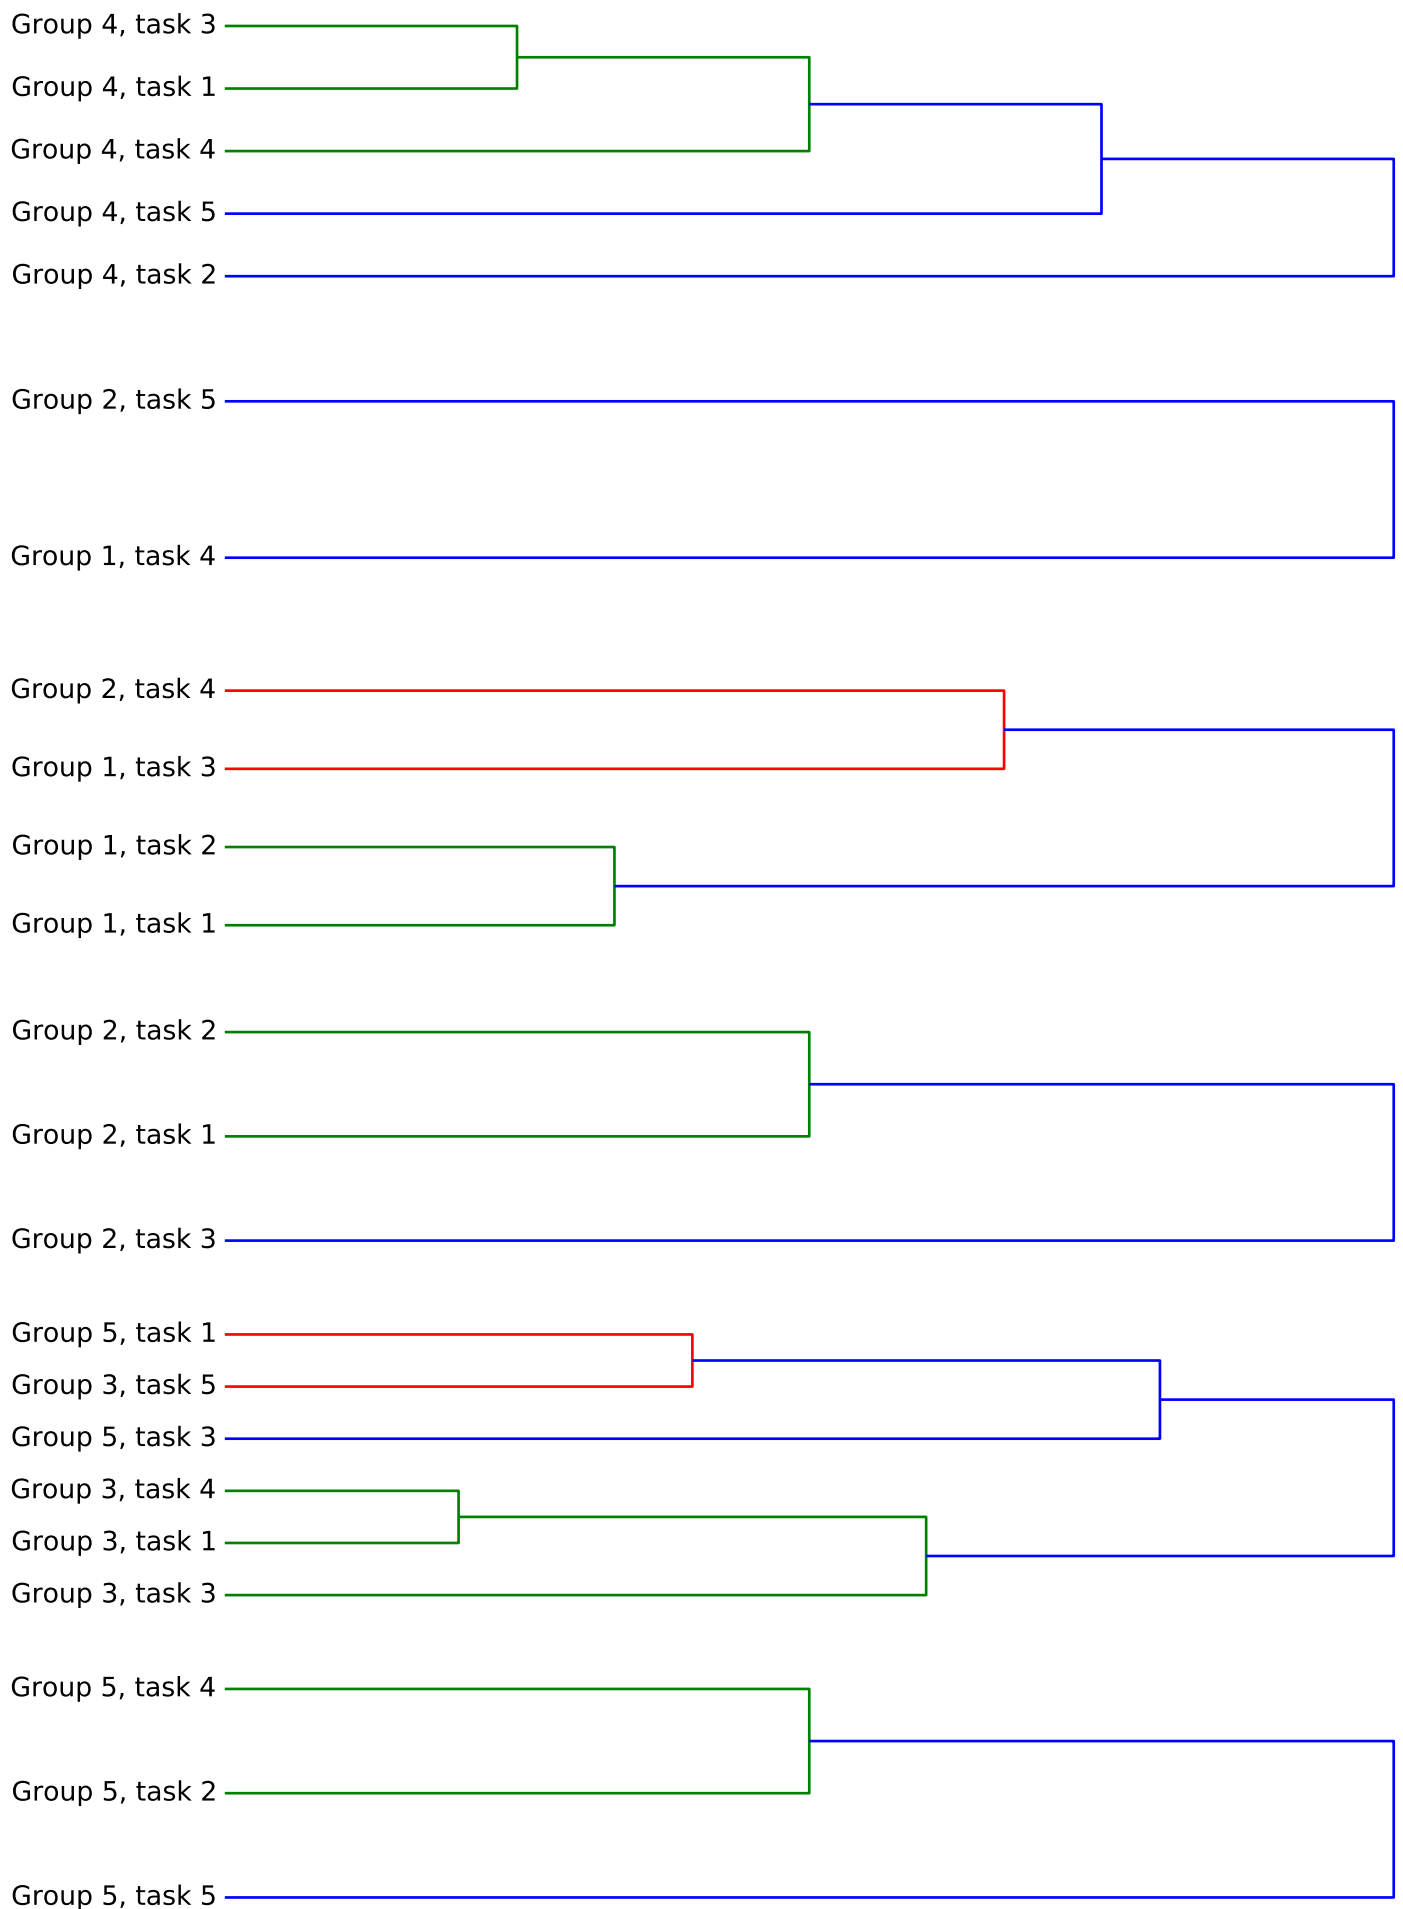 Group 4, task 3
Group 4, task 1
Group 4, task 4
Group 4, task 5
Group 4, task 2
Group 2, task 5
Group 1, task 4
Group 2, task 4
Group 1, task 3
Group 1, task 2
Group 1, task 1
Group 2, task 2
Group 2, task 1
Group 2, task 3
Group 5, task 1
Group 3, task 5
Group 5, task 3
Group 3, task 4
Group 3, task 1
Group 3, task 3
Group 5, task 4
Group 5, task 2
Group 5, task 5